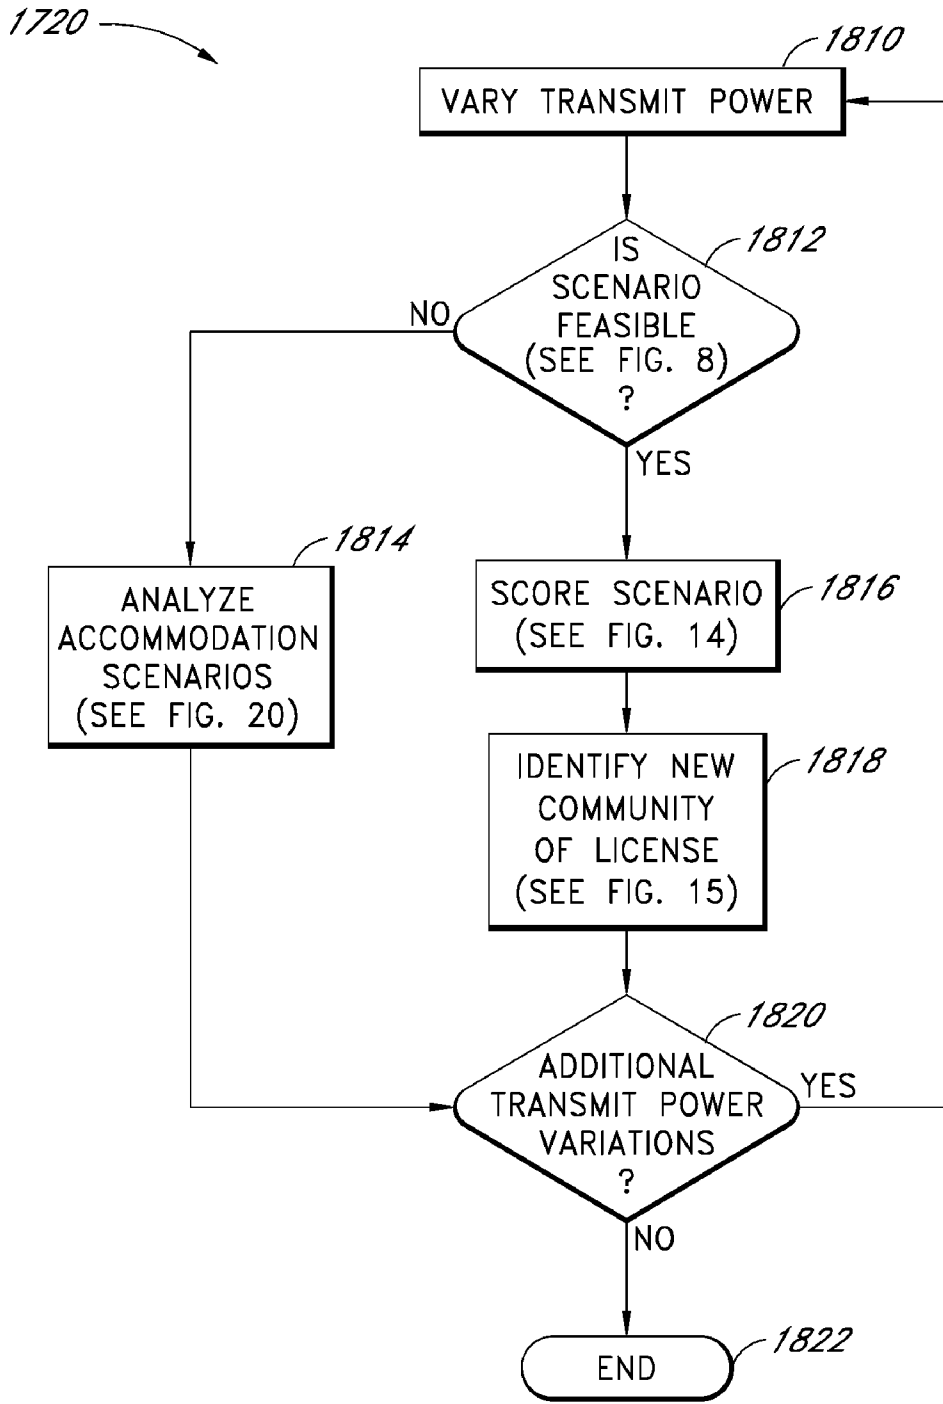 1720
1810
VARY TRANSMIT POWER
1812
IS
SCENARIO
FEASIBLE
(SEE FIG. 8)
?
NO
YES
1814
ANALYZE
ACCOMMODATION
SCENARIOS
(SEE FIG. 20)
1816
SCORE SCENARIO
(SEE FIG. 14)
1818
IDENTIFY NEW
COMMUNITY
OF LICENSE
(SEE FIG. 15)
1820
ADDITIONAL
TRANSMIT POWER
VARIATIONS
?
YES
NO
1822
END